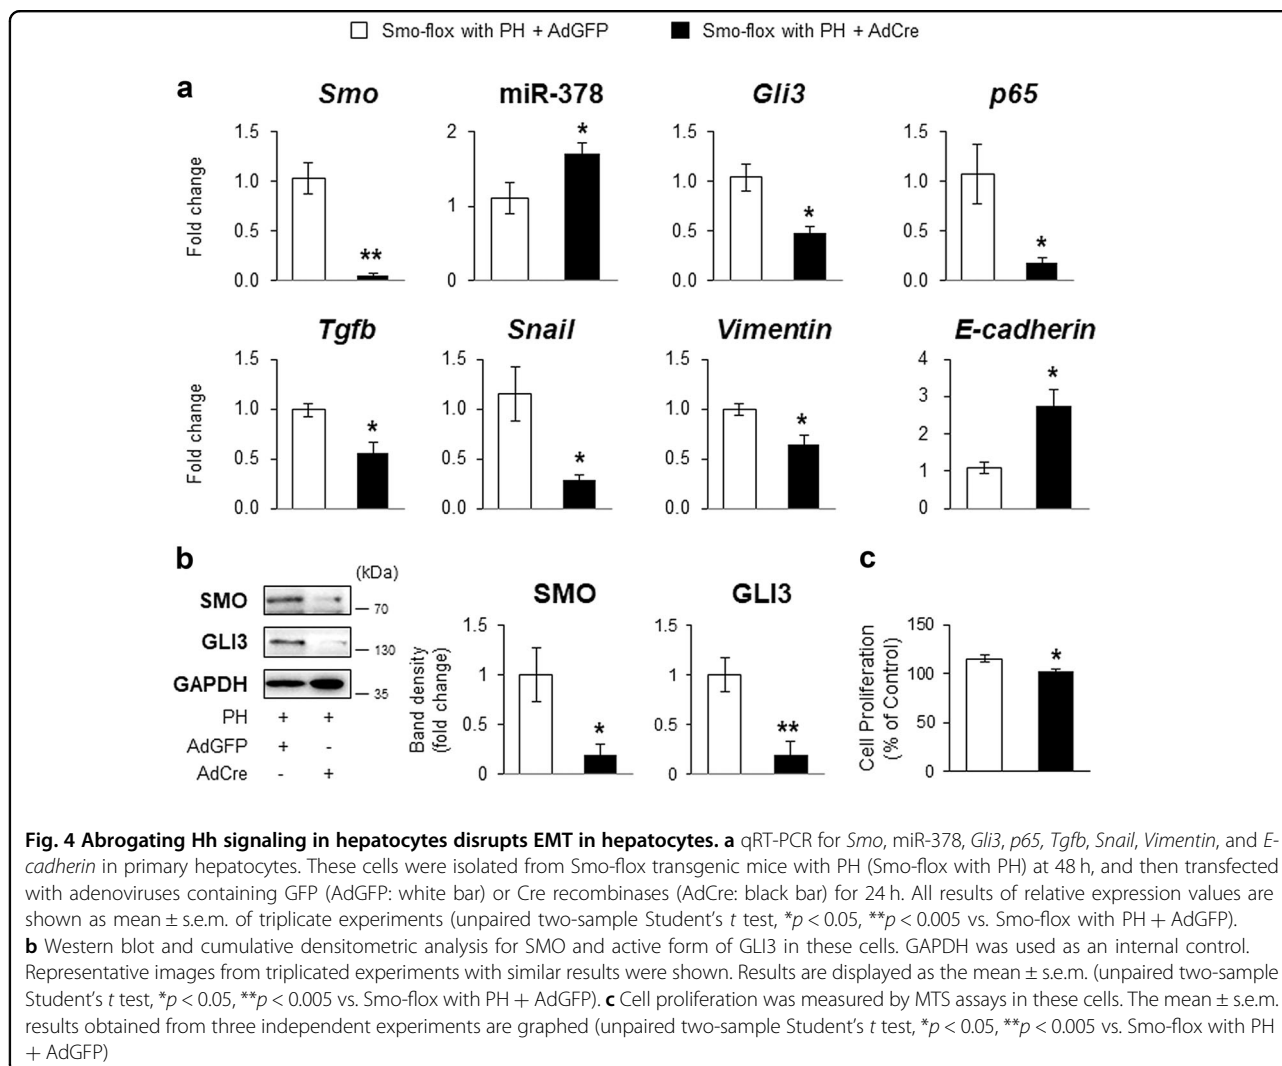 Smo-flox with PH + AdGFP Smo-flox with PH + AdCre
a
Smo miR-378 Gli3 p65
Fold change
1.5 2 1.5 1.5
1.0 1.0 1.0
1
0.5 0.5 0.5
0.0 0 0.0 0.0
** * * *
Tgfb Snail Vimentin E-cadherin
Fold change
1.5 1.5 1.5 4
3
1.0 1.0 1.0
2
0.5 0.5 0.5
1
0.0 0.0 0.0 0
* * * *
b
(kDa)
SMO
70
GLI3
130
GAPDH
35
PH + +
AdGFP + -
AdCre - +
SMO GLI3
Band density
(fold change)
1.5 1.5
1 1
0.5 0.5
0 0
* **
c
Cell Proliferation
(% of Control)
150
100
50
0
*
Fig. 4 Abrogating Hh signaling in hepatocytes disrupts EMT in hepatocytes. a qRT-PCR for Smo, miR-378, Gli3, p65, Tgfb, Snail, Vimentin, and E-
cadherin in primary hepatocytes. These cells were isolated from Smo-flox transgenic mice with PH (Smo-flox with PH) at 48 h, and then transfected
with adenoviruses containing GFP (AdGFP: white bar) or Cre recombinases (AdCre: black bar) for 24 h. All results of relative expression values are
shown as mean ± s.e.m. of triplicate experiments (unpaired two-sample Student's t test, *p < 0.05, **p < 0.005 vs. Smo-flox with PH + AdGFP).
b Western blot and cumulative densitometric analysis for SMO and active form of GLI3 in these cells. GAPDH was used as an internal control.
Representative images from triplicated experiments with similar results were shown. Results are displayed as the mean ± s.e.m. (unpaired two-sample
Student's t test, *p < 0.05, **p < 0.005 vs. Smo-flox with PH + AdGFP). c Cell proliferation was measured by MTS assays in these cells. The mean ± s.e.m.
results obtained from three independent experiments are graphed (unpaired two-sample Student's t test, *p < 0.05, **p < 0.005 vs. Smo-flox with PH
+ AdGFP)